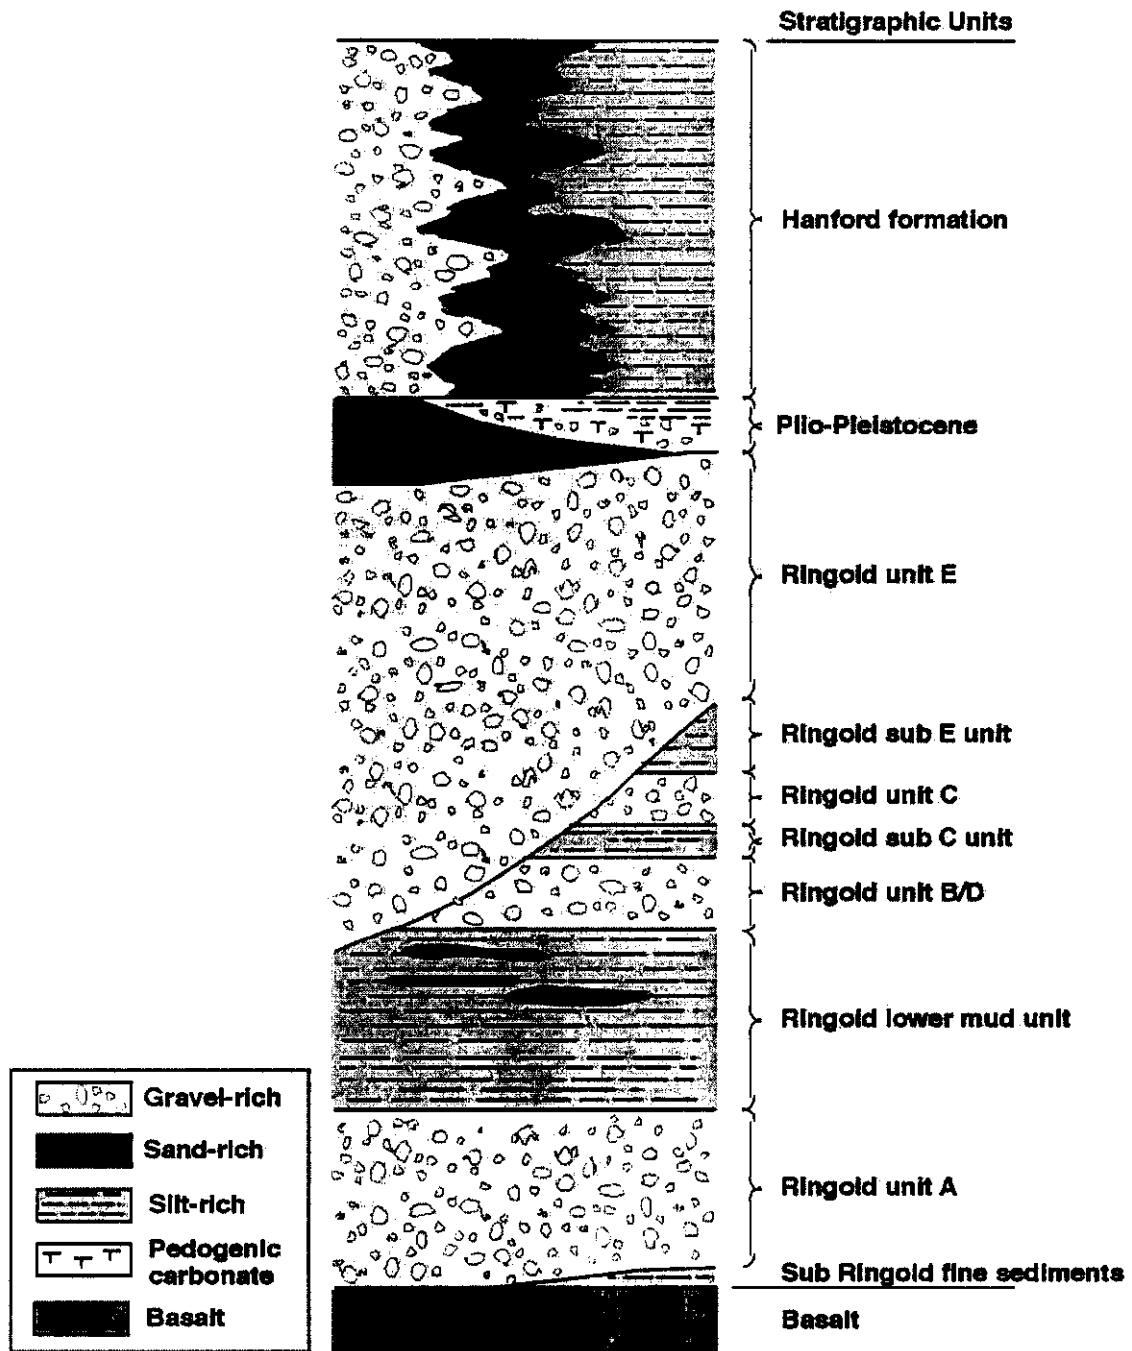 Stratigraphic Units
Hanford formation
Plio-Pleistocene
Ringold unit E
Ringold sub E unit
Ringold unit C
Ringold sub C unit
Ringold unit B/D
Ringold lower mud unit
Ringold unit A
Sub Ringold fine sediments
Basalt
Gravel-rich
Sand-rich
Silt-rich
Pedogenic
carbonate
Basalt